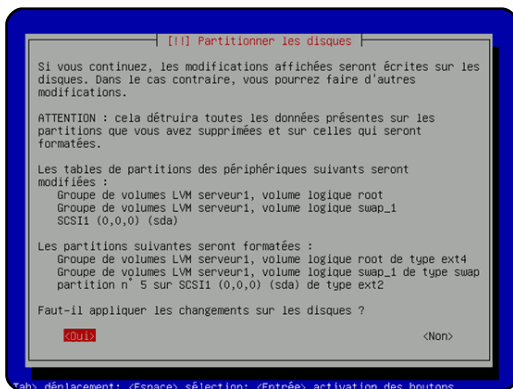 [!!] Partitionner les disques
Si vous continuez, les modifications affichées seront écrites sur les
disques. Dans le cas contraire, vous pourrez faire d'autres
modifications.
ATTENTION : cela détruira toutes les données présentes sur les
partitions que vous avez supprimées et sur celles qui seront
formatées.
Les tables de partitions des périphériques suivants seront
modifiées :
Groupe de volumes LVM serveur1, volume logique root
Groupe de volumes LVM serveur1, volume logique swap_1
SCSI1 (0,0,0) (sda)
Les partitions suivantes seront formatées :
Groupe de volumes LVM serveur1, volume logique root de type ext4
Groupe de volumes LVM serveur1, volume logique swap_1 de type swap
partition n° 5 sur SCSI1 (0,0,0) (sda) de type ext2
Faut-il appliquer les changements sur les disques ?
<Oui> <Non>
Tab> déplacement; <Espace> sélection; <Entrée> activation des boutons